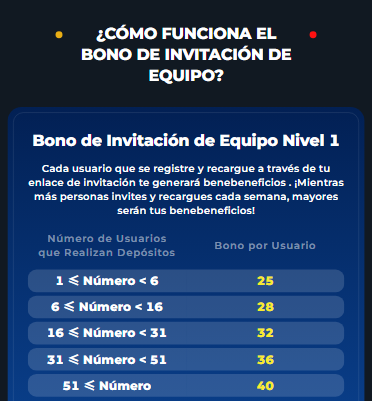 ¿CÓMO FUNCIONA EL
BONO DE INVITACIÓN DE
EQUIPO?
Bono de Invitación de Equipo Nivel 1
Cada usuario que se registre y recargue a través de tu
enlace de invitación te generará benebeneficios . ¡Mientras
más personas invites y recargues cada semana, mayores
serán tus benebeneficios!
Número de Usuarios
que Realizan Depósitos
Bono por Usuario
1 ⩽ Número < 6 25
6 ⩽ Número < 16 28
16 ⩽ Número < 31 32
31 ⩽ Número < 51 36
51 ⩽ Número 40